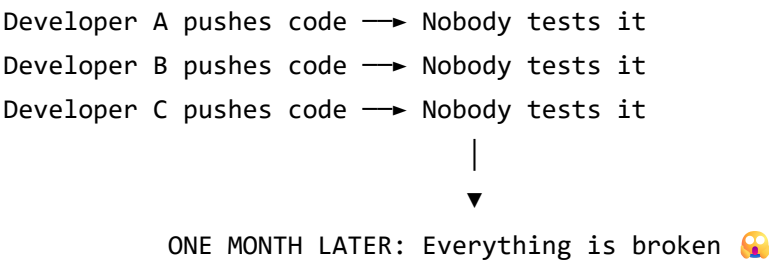 Developer A pushes code ──► Nobody tests it
Developer B pushes code ──► Nobody tests it
Developer C pushes code ──► Nobody tests it
│
▼
ONE MONTH LATER: Everything is broken 😱